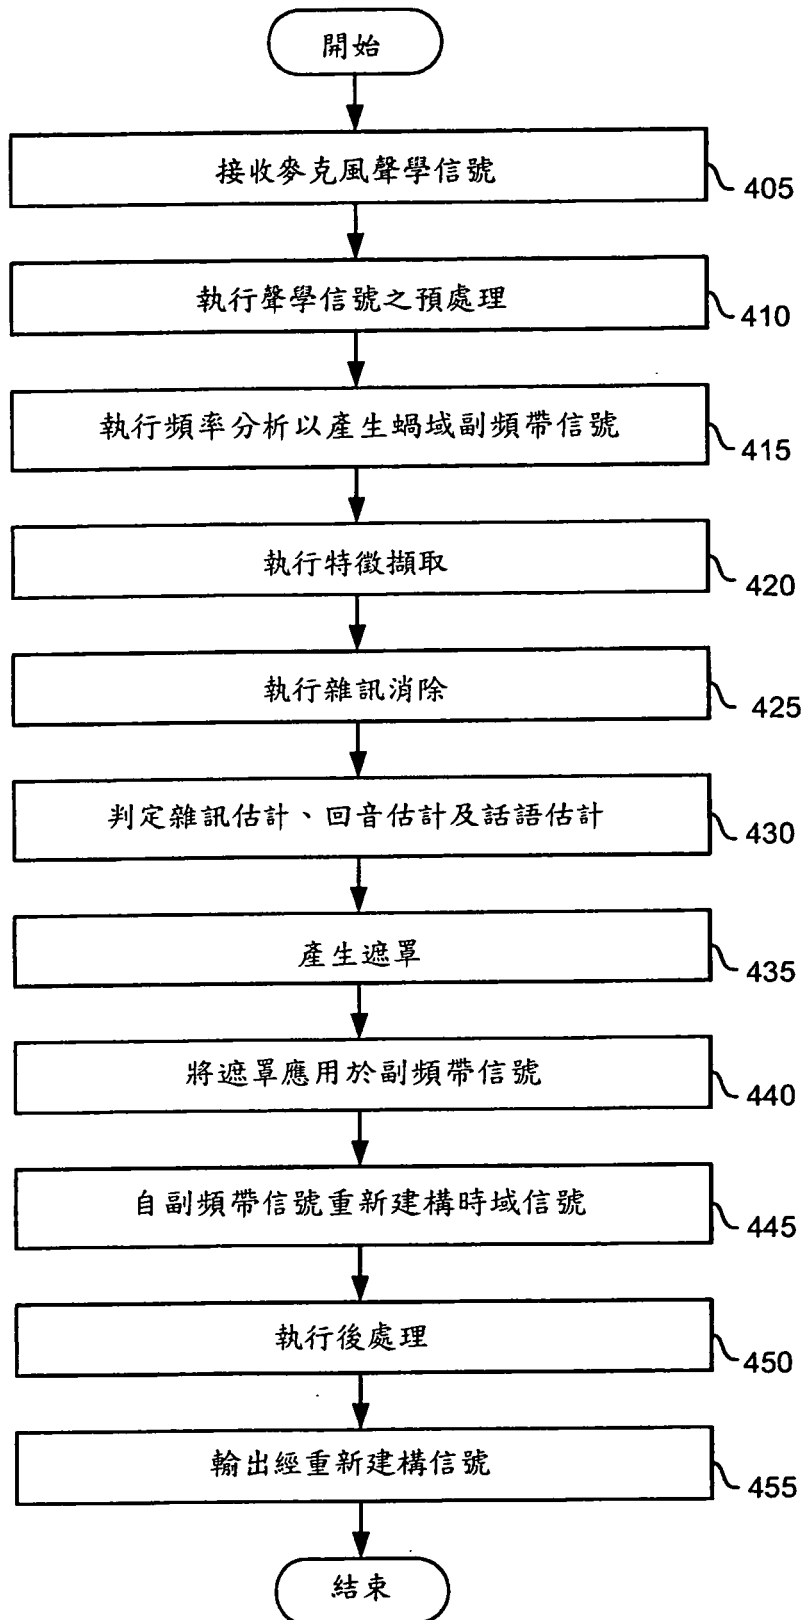 開始
接收麥克風聲學信號
405
執行聲學信號之預處理
410
執行頻率分析以產生蝸域副頻帶信號
415
執行特徵擷取
420
執行雜訊消除
425
判定雜訊估計、回音估計及話語估計
430
產生遮罩
435
將遮罩應用於副頻帶信號
440
自副頻帶信號重新建構時域信號
445
執行後處理
450
輸出經重新建構信號
455
結束